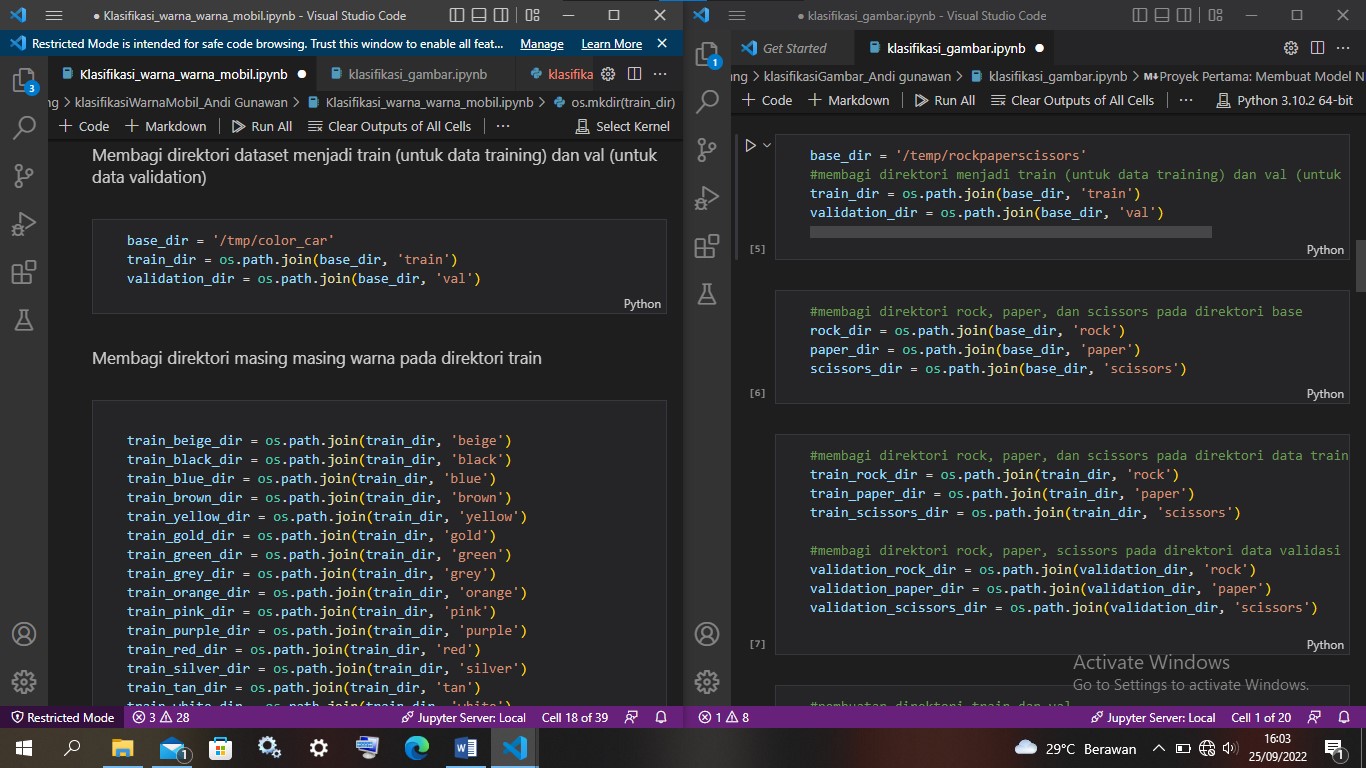 ● Klasifikasi_warna_warna_mobil.ipynb - Visual Studio Code
Restricted Mode is intended for safe code browsing. Trust this window to enable all feat... Manage Learn More
Klasifikasi_warna_warna_mobil.ipynb ● klasifikasi_gambar.ipynb klasifika ...
ng > klasifikasiWarnaMobil_Andi Gunawan > Klasifikasi_warna_warna_mobil.ipynb > os.mkdir(train_dir)
+ Code + Markdown Run All Clear Outputs of All Cells ... Select Kernel
3
Membagi direktori dataset menjadi train (untuk data training) dan val (untuk
data validation)
base_dir = '/tmp/color_car'
train_dir = os.path.join(base_dir, 'train')
validation_dir = os.path.join(base_dir, 'val')
Python
Membagi direktori masing masing warna pada direktori train
train_beige_dir = os.path.join(train_dir, 'beige')
train_black_dir = os.path.join(train_dir, 'black')
train_blue_dir = os.path.join(train_dir, 'blue')
train_brown_dir = os.path.join(train_dir, 'brown')
train_yellow_dir = os.path.join(train_dir, 'yellow')
train_gold_dir = os.path.join(train_dir, 'gold')
train_green_dir = os.path.join(train_dir, 'green')
train_grey_dir = os.path.join(train_dir, 'grey')
train_orange_dir = os.path.join(train_dir, 'orange')
train_pink_dir = os.path.join(train_dir, 'pink')
train_purple_dir = os.path.join(train_dir, 'purple')
train_red_dir = os.path.join(train_dir, 'red')
train_silver_dir = os.path.join(train_dir, 'silver')
train_tan_dir = os.path.join(train_dir, 'tan')
train_white_dir = os.path.join(train_dir, 'white')
Restricted Mode 3 28 Jupyter Server: Local Cell 18 of 39
● klasifikasi_gambar.ipynb - Visual Studio Code
Get Started klasifikasi_gambar.ipynb ● ...
ng > klasifikasiGambar_Andi gunawan > klasifikasi_gambar.ipynb > Proyek Pertama: Membuat Model N
+ Code + Markdown Run All Clear Outputs of All Cells ... Python 3.10.2 64-bit
1
base_dir = '/temp/rockpaperscissors'
#membagi direktori menjadi train (untuk data training) dan val (untuk
train_dir = os.path.join(base_dir, 'train')
validation_dir = os.path.join(base_dir, 'val')
[5] Python
#membagi direktori rock, paper, dan scissors pada direktori base
rock_dir = os.path.join(base_dir, 'rock')
paper_dir = os.path.join(base_dir, 'paper')
scissors_dir = os.path.join(base_dir, 'scissors')
[6] Python
#membagi direktori rock, paper, dan scissors pada direktori data train
train_rock_dir = os.path.join(train_dir, 'rock')
train_paper_dir = os.path.join(train_dir, 'paper')
train_scissors_dir = os.path.join(train_dir, 'scissors')
#membagi direktori rock, paper, scissors pada direktori data validasi
validation_rock_dir = os.path.join(validation_dir, 'rock')
validation_paper_dir = os.path.join(validation_dir, 'paper')
validation_scissors_dir = os.path.join(validation_dir, 'scissors')
[7] Python
Activate Windows
Go to Settings to activate Windows.
#pembuatan direktori train dan val
1 8 Jupyter Server: Local Cell 1 of 20
1 29°C Berawan 16:03
25/09/2022 1